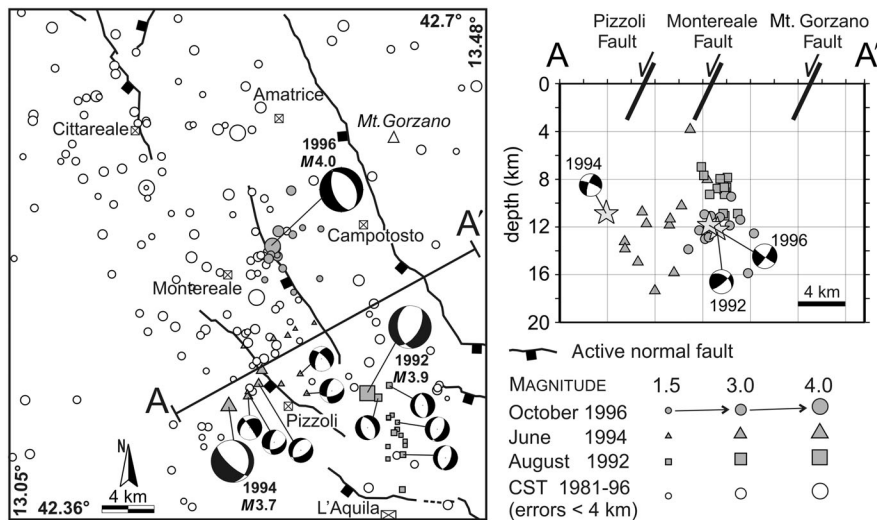 42.7°
13.48°
Amatrice
Cittareale
Mt. Gorzano
1996
M4.0
A'
Campotosto
Montereale
1992
M3.9
A
Pizzoli
N
13.05°
42.36°
4 km
1994
M3.7
L'Aquila
Pizzoli Fault
Montereale Fault
Mt. Gorzano Fault
A
A'
0
4
8
12
16
20
depth (km)
1994
1996
1992
4 km
Active normal fault
MAGNITUDE 1.5 3.0 4.0
October 1996
June 1994
August 1992
CST 1981-96
(errors < 4 km)